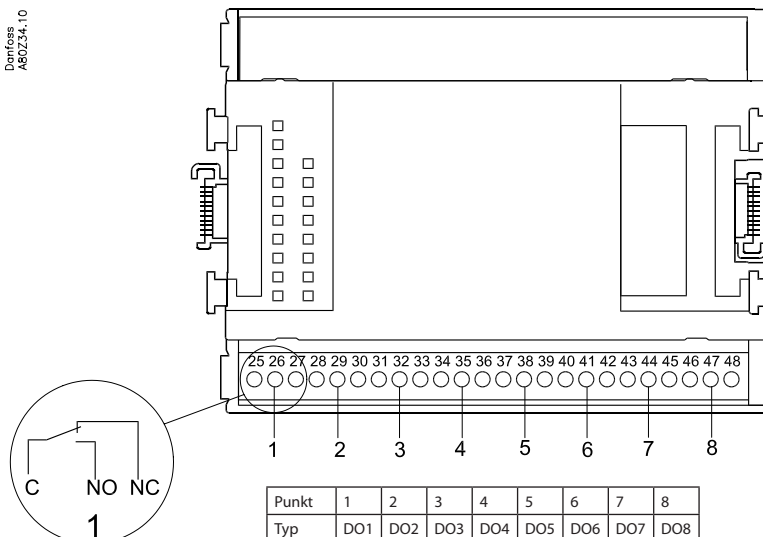 Danfoss
A80Z34.10
25 26 27 28 29 30 31 32 33 34 35 36 37 38 39 40 41 42 43 44 45 46 47 48
1 2 3 4 5 6 7 8
C NO NC
1
Punkt 1 2 3 4 5 6 7 8
Typ DO1 DO2 DO3 DO4 DO5 DO6 DO7 DO8